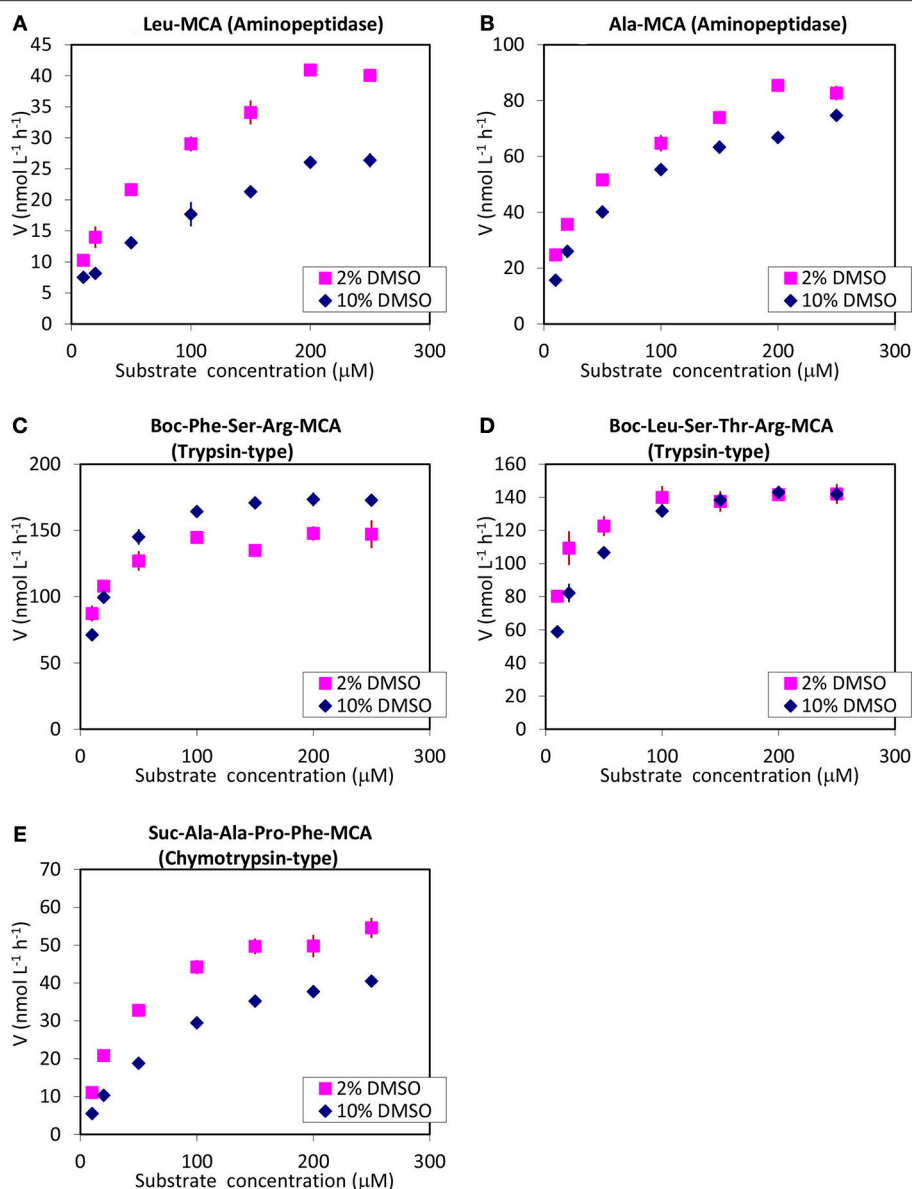 A
Leu-MCA (Aminopeptidase)
45
40
35
30
25
20
15
10
5
0
V (nmol L⁻¹ h⁻¹)
2% DMSO
10% DMSO
0
100
200
300
Substrate concentration (μM)
B
Ala-MCA (Aminopeptidase)
100
80
60
40
20
0
V (nmol L⁻¹ h⁻¹)
2% DMSO
10% DMSO
0
100
200
300
Substrate concentration (μM)
C
Boc-Phe-Ser-Arg-MCA
(Trypsin-type)
200
150
100
50
0
V (nmol L⁻¹ h⁻¹)
2% DMSO
10% DMSO
0
100
200
300
Substrate concentration (μM)
D
Boc-Leu-Ser-Thr-Arg-MCA
(Trypsin-type)
160
140
120
100
80
60
40
20
0
V (nmol L⁻¹ h⁻¹)
2% DMSO
10% DMSO
0
100
200
300
Substrate concentration (μM)
E
Suc-Ala-Ala-Pro-Phe-MCA
(Chymotrypsin-type)
70
60
50
40
30
20
10
0
V (nmol L⁻¹ h⁻¹)
2% DMSO
10% DMSO
0
100
200
300
Substrate concentration (μM)